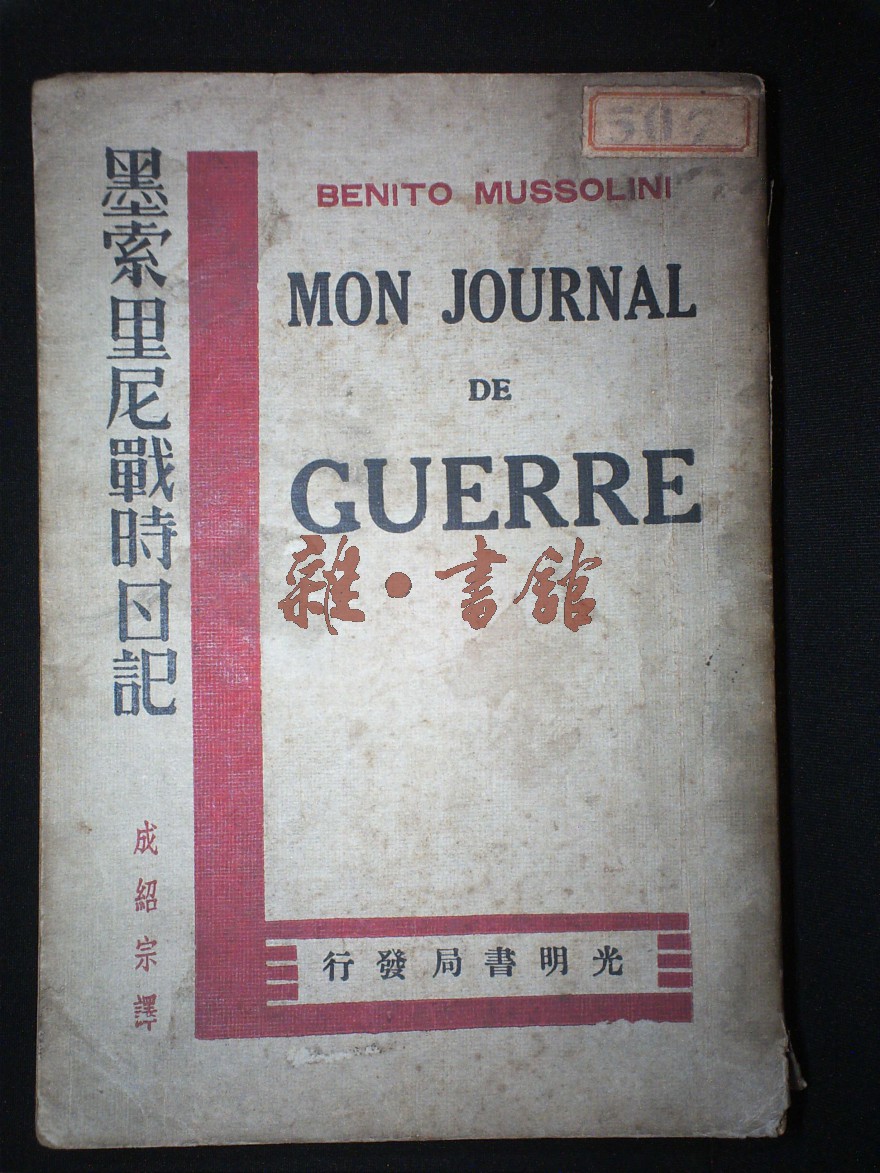 墨索里尼戰時日記
成紹宗譯
BENITO MUSSOLINI
MON JOURNAL
DE
GUERRE
雜·書館
行發局書明光